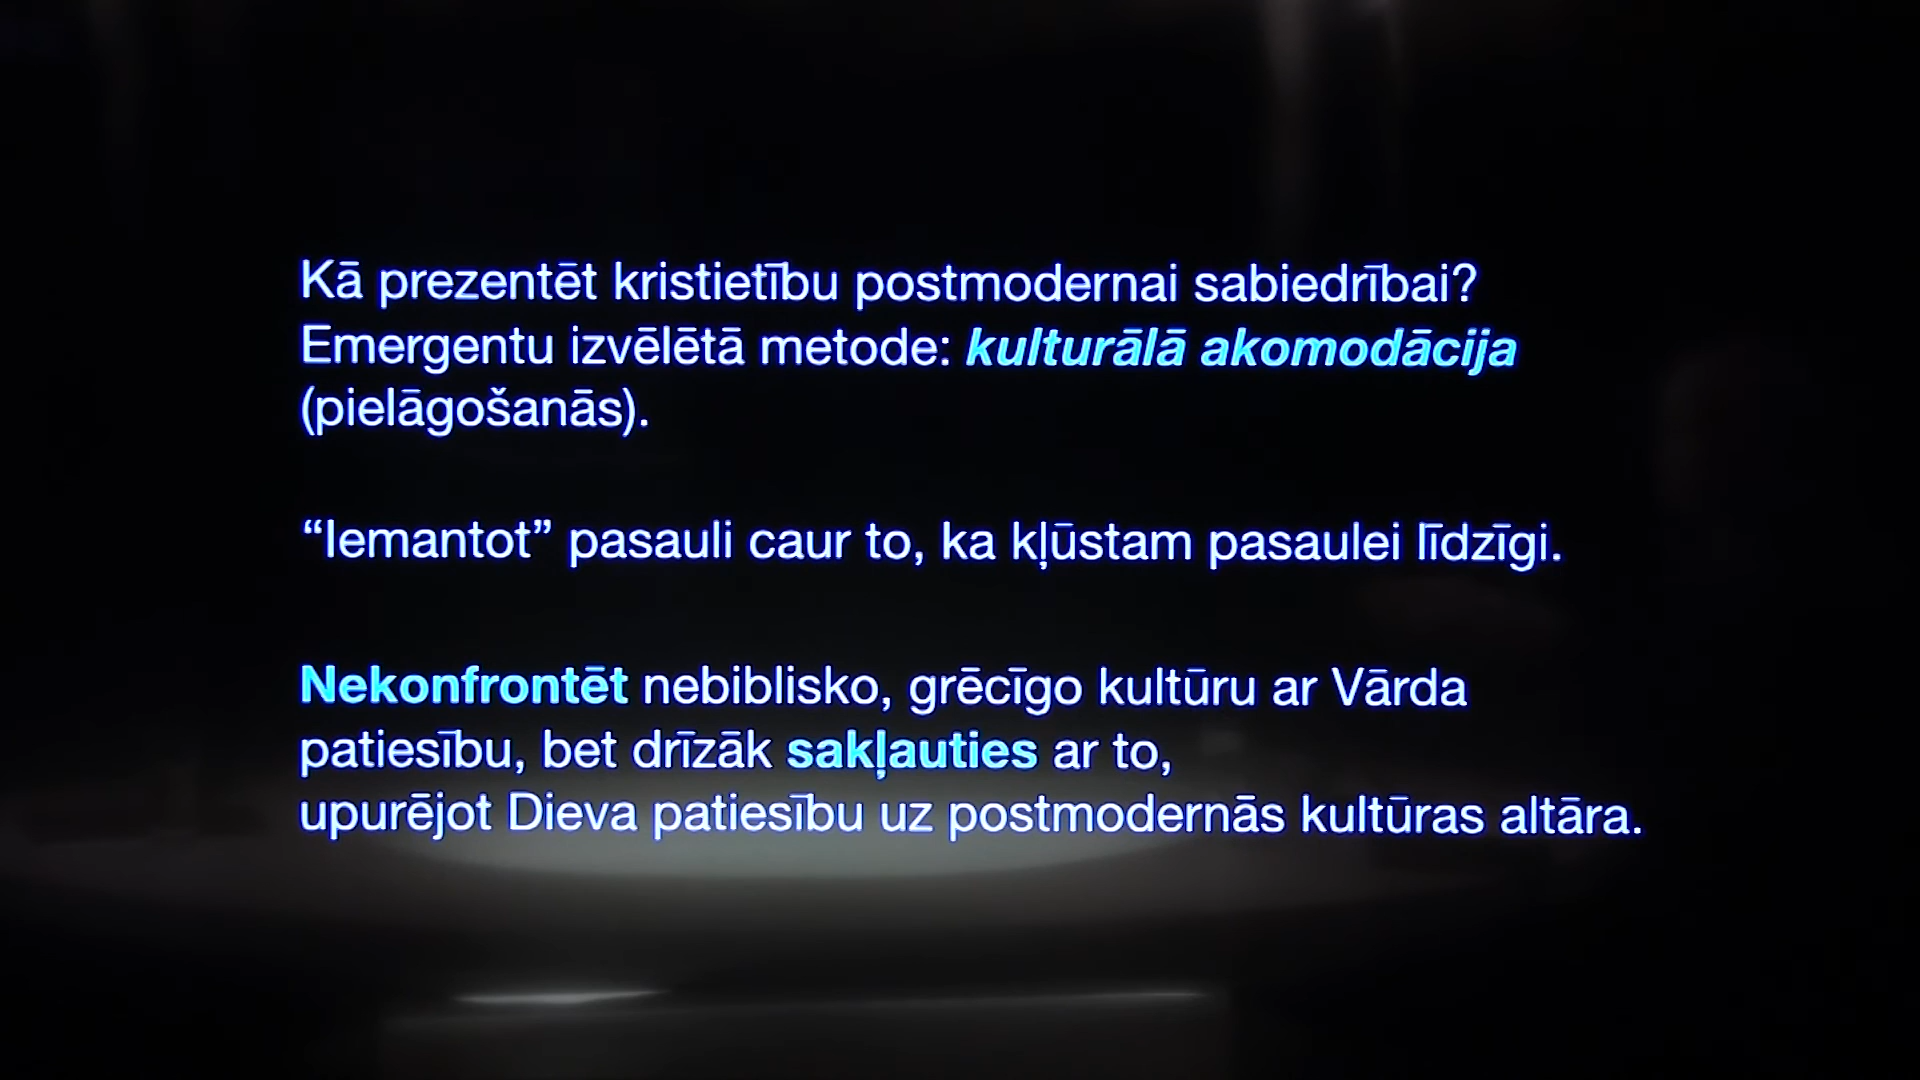 Kā prezentēt kristietību postmodernai sabiedrībai?
Emergentu izvēlētā metode: kulturālā akomodācija
(pielāgošanās).
“Iemantot” pasauli caur to, ka kļūstam pasaulei līdzīgi.
Nekonfrontēt nebiblisko, grēcīgo kultūru ar Vārda
patiesību, bet drīzāk sakļauties ar to,
upurējot Dieva patiesību uz postmodernās kultūras altāra.